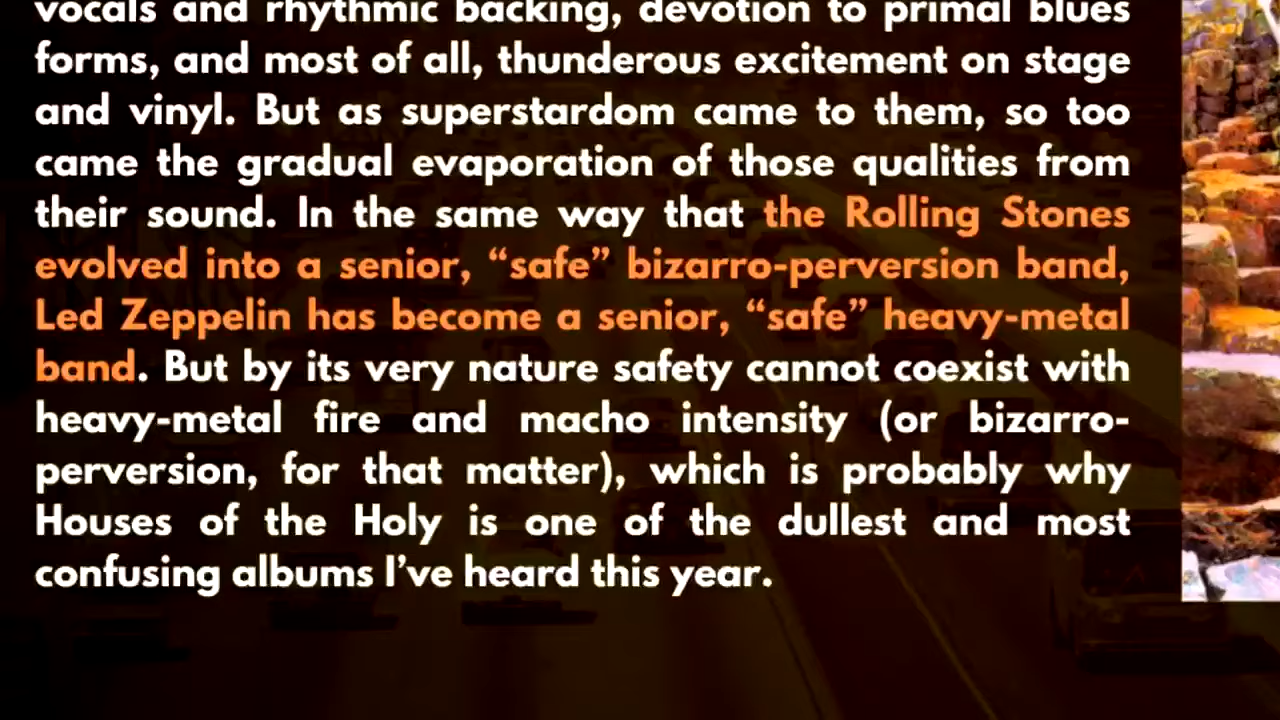 vocals and rhythmic backing, devotion to primal blues
forms, and most of all, thunderous excitement on stage
and vinyl. But as superstardom came to them, so too
came the gradual evaporation of those qualities from
their sound. In the same way that the Rolling Stones
evolved into a senior, “safe” bizarro-perversion band,
Led Zeppelin has become a senior, “safe” heavy-metal
band. But by its very nature safety cannot coexist with
heavy-metal fire and macho intensity (or bizarro-
perversion, for that matter), which is probably why
Houses of the Holy is one of the dullest and most
confusing albums I’ve heard this year.